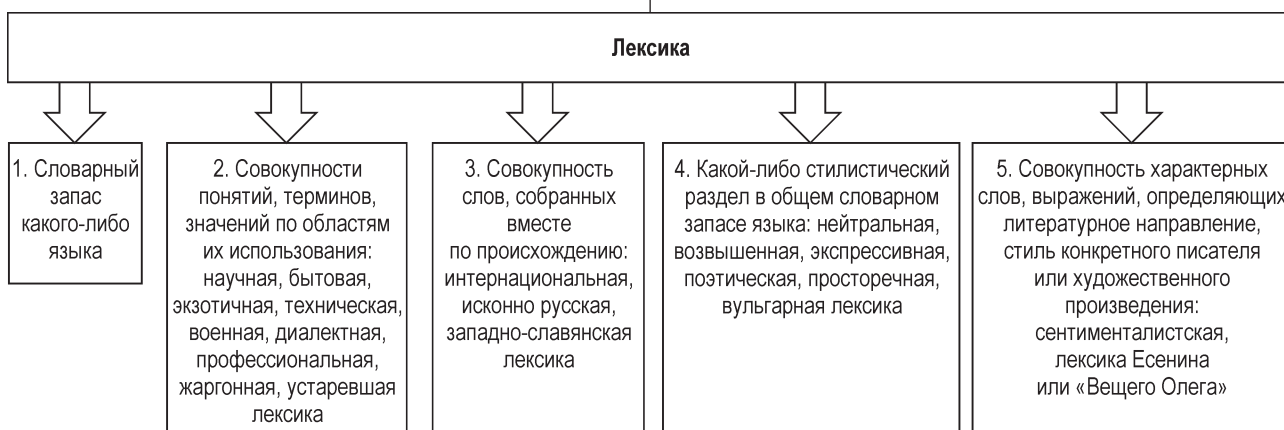 Лексика
1. Словарный
запас
какого-либо
языка
2. Совокупности
понятий, терминов,
значений по областям
их использования:
научная, бытовая,
экзотичная, техническая,
военная, диалектная,
профессиональная,
жаргонная, устаревшая
лексика
3. Совокупность
слов, собранных
вместе
по происхождению:
интернациональная,
исконно русская,
западно-славянская
лексика
4. Какой-либо стилистический
раздел в общем словарном
запасе языка: нейтральная,
возвышенная, экспрессивная,
поэтическая, просторечная,
вульгарная лексика
5. Совокупность характерных
слов, выражений, определяющих
литературное направление,
стиль конкретного писателя
или художественного
произведения:
сентименталистская,
лексика Есенина
или «Вещего Олега»